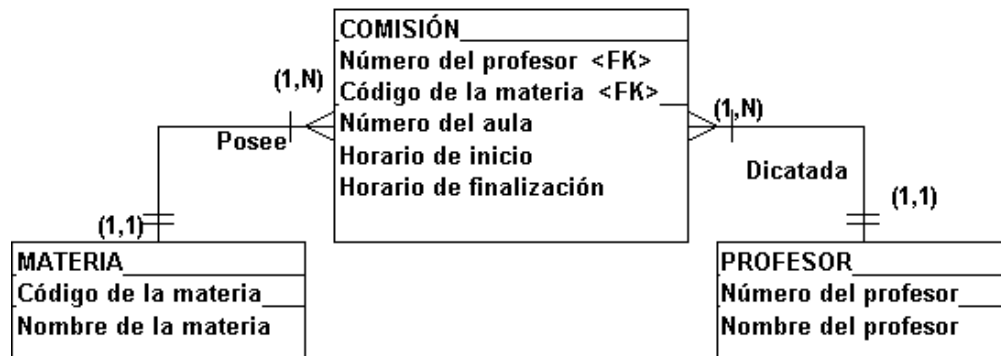 COMISIÓN
Número del profesor <FK>
Código de la materia <FK>
Número del aula
Horario de inicio
Horario de finalización
(1,N)
Posee
(1,1)
(1,N)
Dicatada
(1,1)
MATERIA
Código de la materia
Nombre de la materia
PROFESOR
Número del profesor
Nombre del profesor